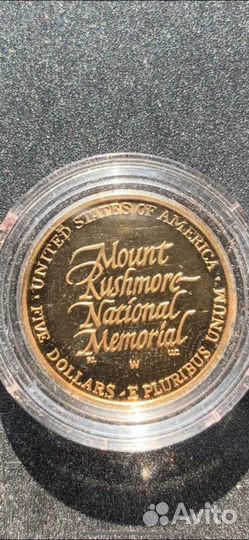 UNITED STATES OF AMERICA
Mount
Rushmore
National
Memorial
W
FIVE DOLLARS · E PLURIBUS UNUM
Avito